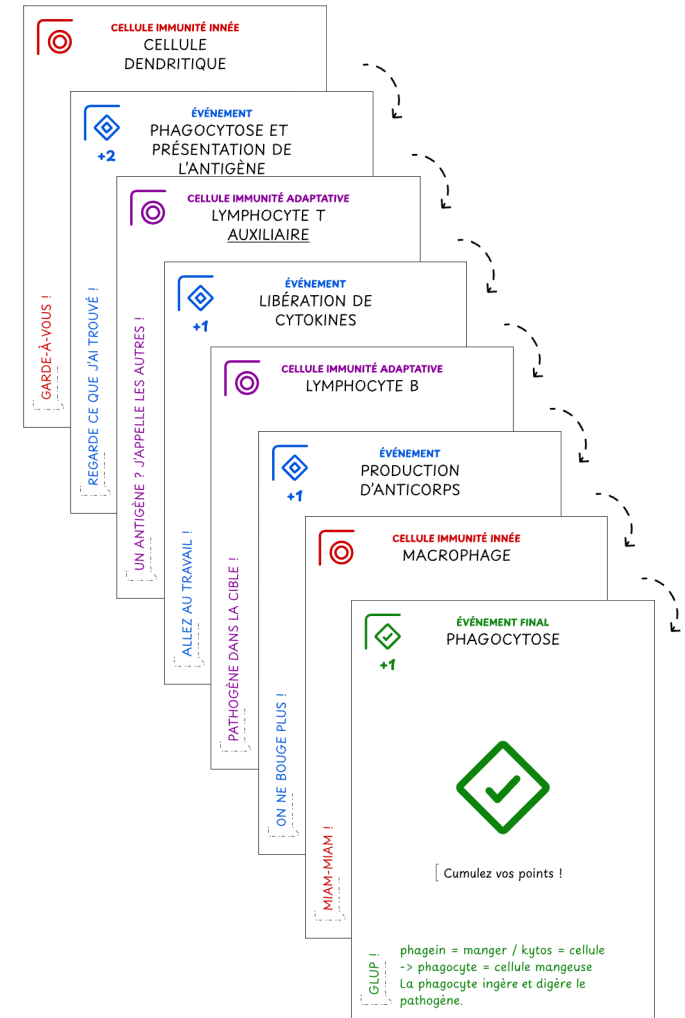 CELLULE IMMUNITÉ INNÉE
CELLULE
DENDRITIQUE
GARDE-À-VOUS !
ÉVÉNEMENT
+2
PHAGOCYTOSE ET
PRÉSENTATION DE
L'ANTIGÈNE
REGARDE CE QUE J'AI TROUVÉ !
CELLULE IMMUNITÉ ADAPTATIVE
LYMPHOCYTE T
AUXILIAIRE
UN ANTIGÈNE ? J'APPELLE LES AUTRES !
ÉVÉNEMENT
+1
LIBÉRATION DE
CYTOKINES
ALLEZ AU TRAVAIL !
CELLULE IMMUNITÉ ADAPTATIVE
LYMPHOCYTE B
PATHOGÈNE DANS LA CIBLE !
ÉVÉNEMENT
+1
PRODUCTION
D'ANTICORPS
ON NE BOUGE PLUS !
CELLULE IMMUNITÉ INNÉE
MACROPHAGE
MIAM-MIAM !
ÉVÉNEMENT FINAL
PHAGOCYTOSE
+1
Cumulez vos points !
GLUP !
phagein = manger / kytos = cellule
-> phagocyte = cellule mangeuse
La phagocyte ingère et digère le
pathogène.